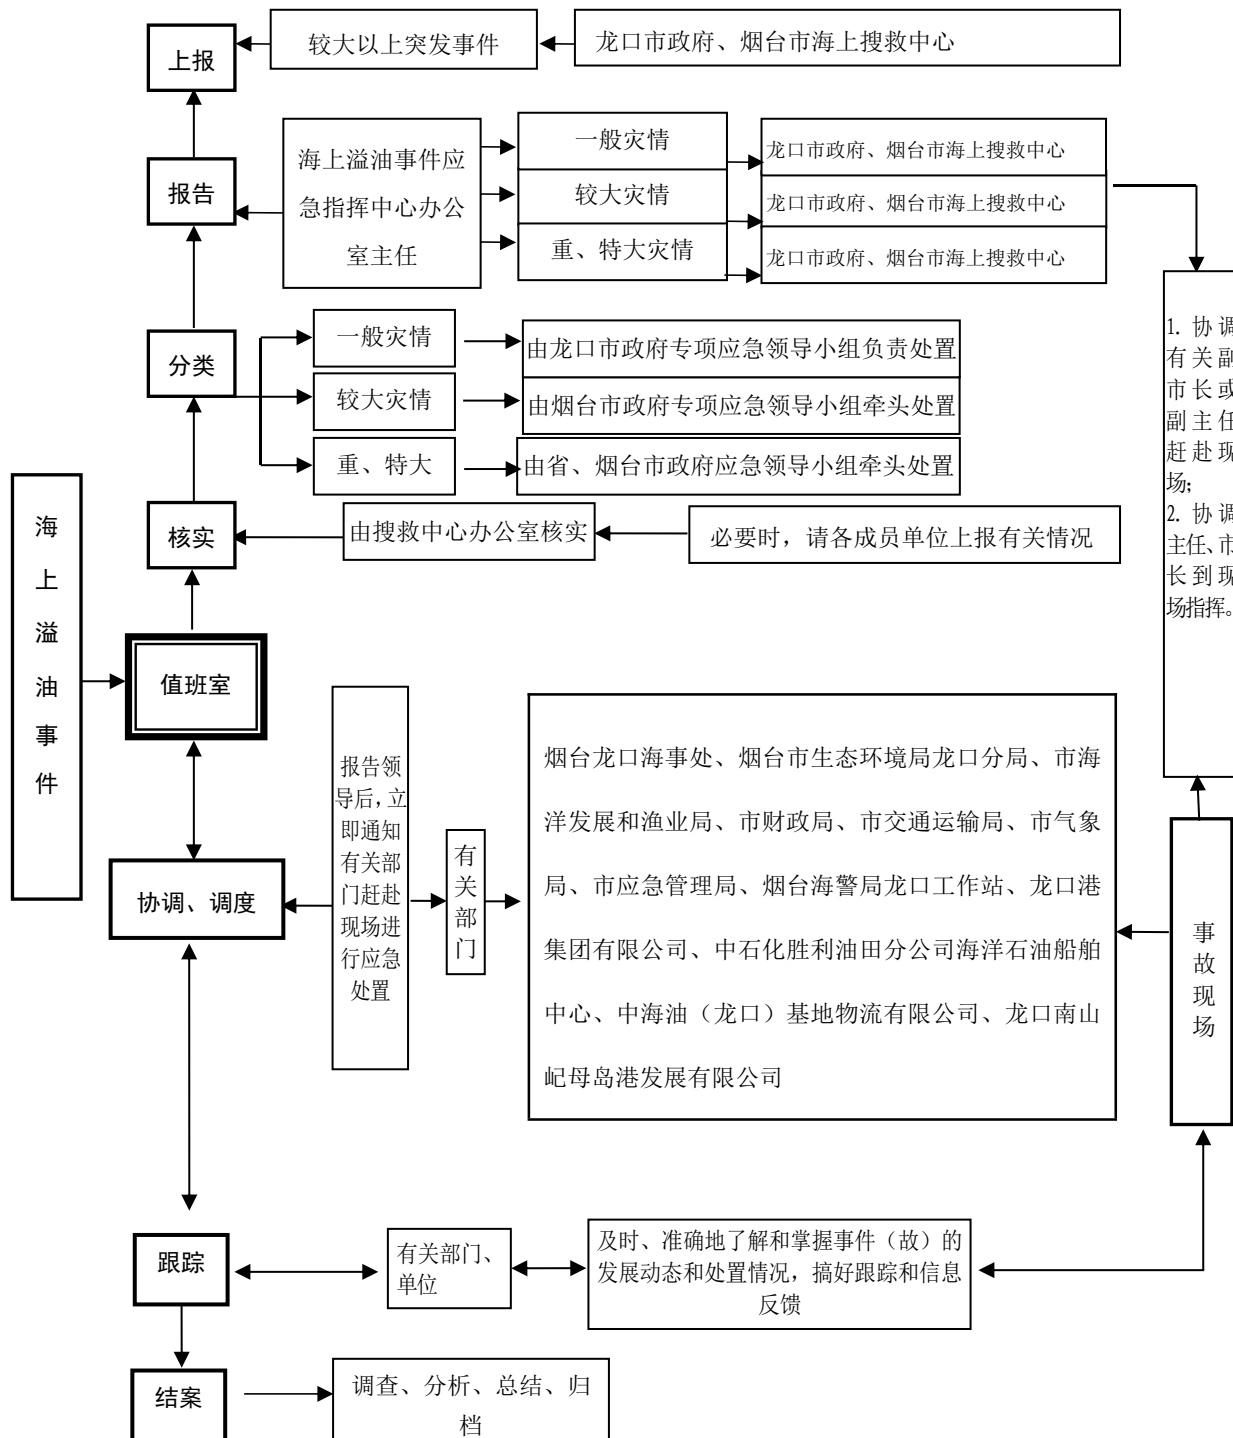 上报
较大以上突发事件
龙口市政府、烟台市海上搜救中心
报告
海上溢油事件应
急指挥中心办公
室主任
一般灾情
较大灾情
重、特大灾情
龙口市政府、烟台市海上搜救中心
龙口市政府、烟台市海上搜救中心
龙口市政府、烟台市海上搜救中心
1. 协调
有关副
市长或
副主任
赶赴现
场;
2. 协调
主任、市
长到现
场指挥。
分类
一般灾情
较大灾情
重、特大
由龙口市政府专项应急领导小组负责处置
由烟台市政府专项应急领导小组牵头处置
由省、烟台市政府应急领导小组牵头处置
核实
由搜救中心办公室核实
必要时，请各成员单位上报有关情况
海
上
溢
油
事
件
值班室
协调、调度
报告领
导后，立
即通知
有关部
门赶赴
现场进
行应急
处置
有
关
部
门
烟台龙口海事处、烟台市生态环境局龙口分局、市海
洋发展和渔业局、市财政局、市交通运输局、市气象
局、市应急管理局、烟台海警局龙口工作站、龙口港
集团有限公司、中石化胜利油田分公司海洋石油船舶
中心、中海油（龙口）基地物流有限公司、龙口南山
屺母岛港发展有限公司
事
故
现
场
跟踪
有关部门、
单位
及时、准确地了解和掌握事件（故）的
发展动态和处置情况，搞好跟踪和信息
反馈
结案
调查、分析、总结、归
档